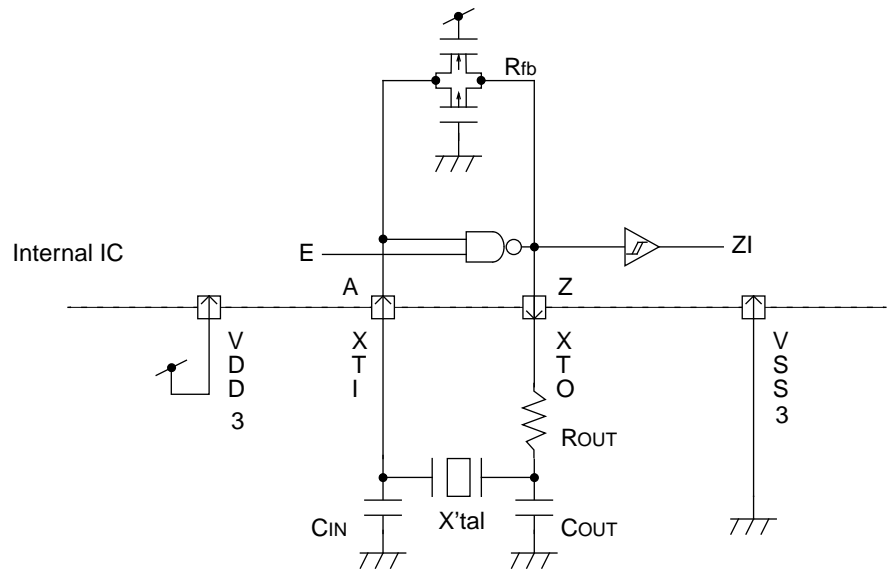 Rfb
Internal IC
E
ZI
A
Z
V
D
D
3
X
T
I
X
T
O
V
S
S
3
ROUT
CIN
X'tal
COUT